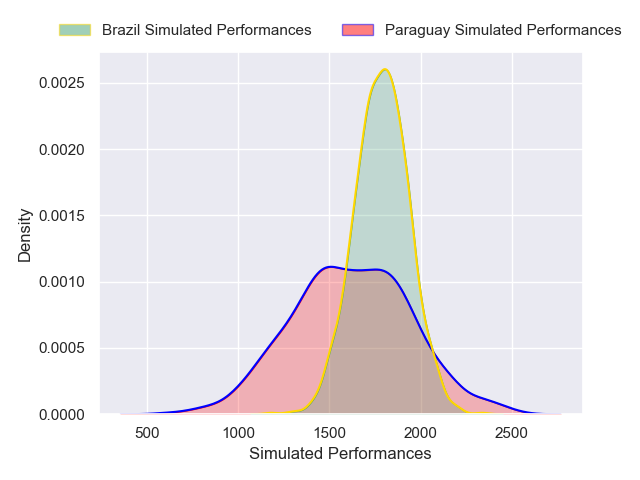 Brazil Simulated Performances
Paraguay Simulated Performances
0.0025
0.0020
0.0015
0.0010
0.0005
0.0000
Density
500
1000
1500
2000
2500
Simulated Performances